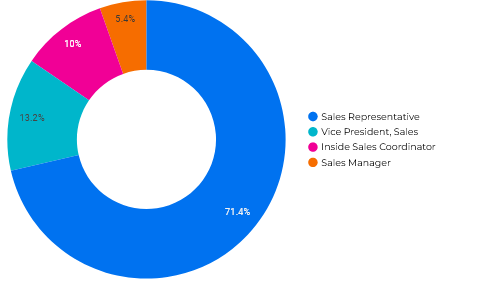 5.4%
10%
13.2%
71.4%
Sales Representative
Vice President, Sales
Inside Sales Coordinator
Sales Manager